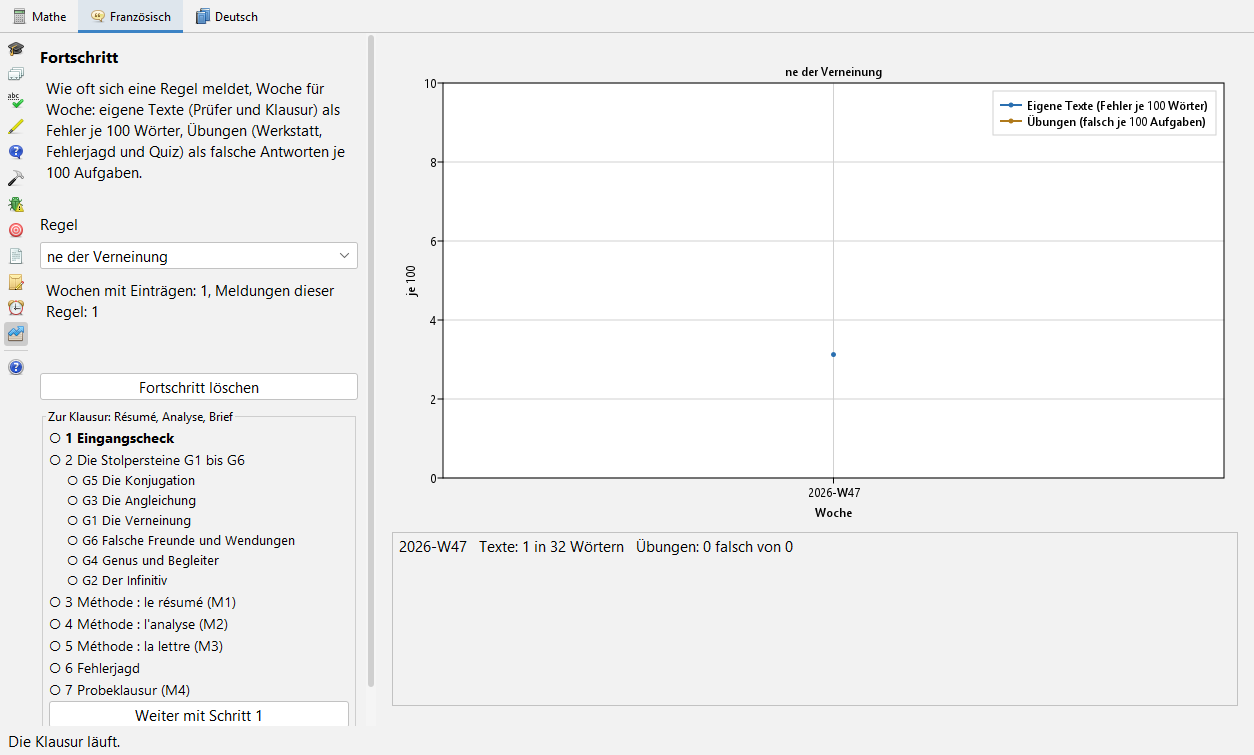 Mathe
Französisch
Deutsch
Fortschritt
Wie oft sich eine Regel meldet, Woche für
Woche: eigene Texte (Prüfer und Klausur) als
Fehler je 100 Wörter, Übungen (Werkstatt,
Fehlerjagd und Quiz) als falsche Antworten je
100 Aufgaben.
Regel
ne der Verneinung
Wochen mit Einträgen: 1, Meldungen dieser
Regel: 1
Fortschritt löschen
Zur Klausur: Résumé, Analyse, Brief
1 Eingangscheck
2 Die Stolpersteine G1 bis G6
G5 Die Konjugation
G3 Die Angleichung
G1 Die Verneinung
G6 Falsche Freunde und Wendungen
G4 Genus und Begleiter
G2 Der Infinitiv
3 Méthode : le résumé (M1)
4 Méthode : l'analyse (M2)
5 Méthode : la lettre (M3)
6 Fehlerjagd
7 Probeklausur (M4)
Weiter mit Schritt 1
Die Klausur läuft.
abc
ne der Verneinung
10
8
6
4
2
0
je 100
Eigene Texte (Fehler je 100 Wörter)
Übungen (falsch je 100 Aufgaben)
2026-W47
Woche
2026-W47 Texte: 1 in 32 Wörtern Übungen: 0 falsch von 0